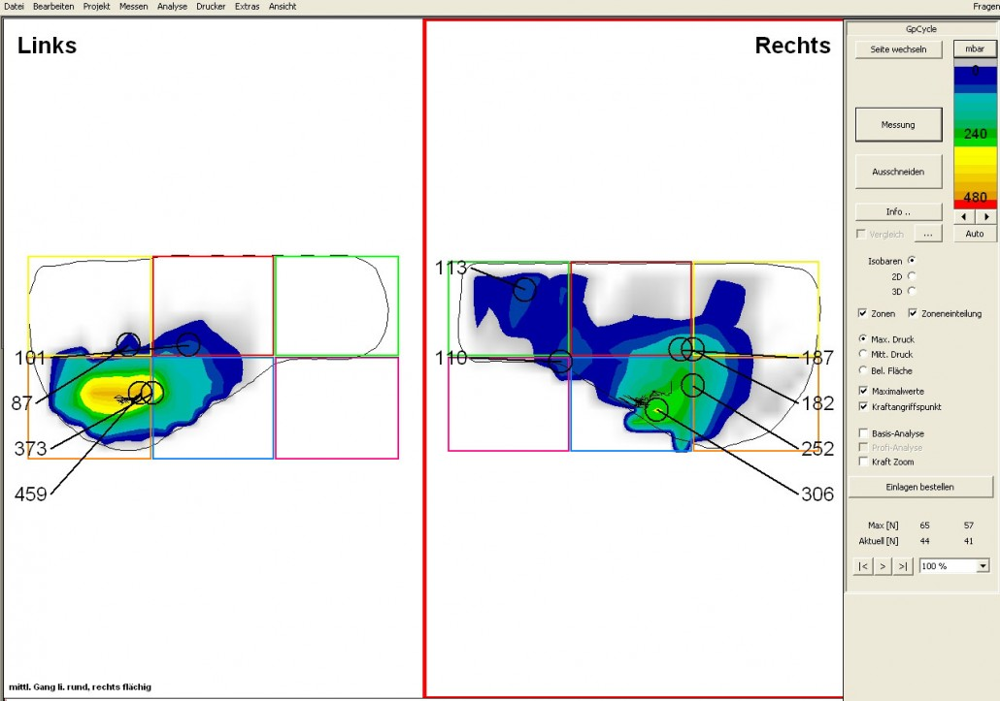 Datei Bearbeiten Projekt Messen Analyse Drucker Extras Ansicht Fragen
Links
Rechts
101
87
373
459
113
110
187
182
252
306
mittl. Gang li. rund, rechts flächig
GpCycle
Seite wechseln
mbar
0
240
480
Messung
Ausschneiden
Info ..
Vergleich ...
Auto
Isobaren
2D
3D
Zonen Zoneneinteilung
Max. Druck
Mitt. Druck
Bel. Fläche
Maximalwerte
Kraftangriffspunkt
Basis-Analyse
Profi-Analyse
Kraft Zoom
Einlagen bestellen
Max [N] 65 57
Aktuell [N] 44 41
|< > >| 100 %